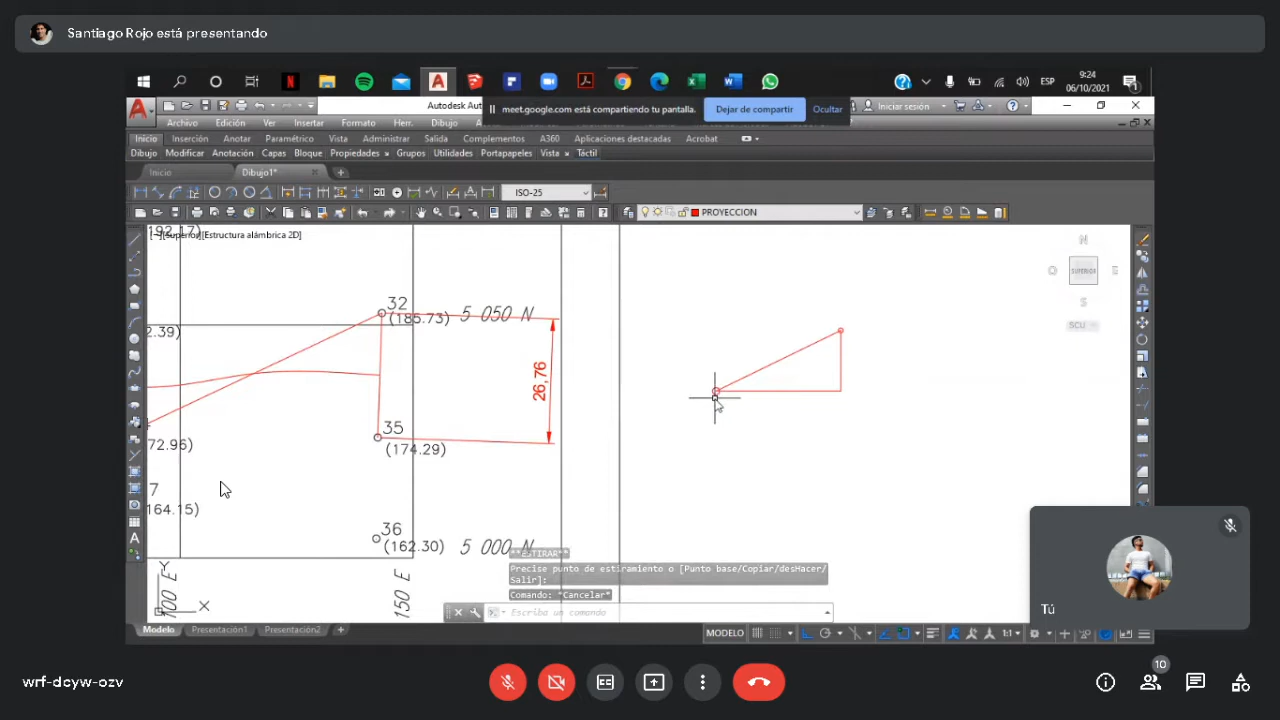 Santiago Rojo está presentando
ESP
9:24
06/10/2021
Autodesk Aut
meet.google.com está compartiendo tu pantalla.
Dejar de compartir
Ocultar
Iniciar sesión
Archivo Edición Ver Insertar Formato Herr. Dibujo
Inicio Inserción Anotar Paramétrico Vista Administrar Salida Complementos A360 Aplicaciones destacadas Acrobat
Dibujo Modificar Anotación Capas Bloque Propiedades Grupos Utilidades Portapapeles Vista Táctil
Inicio Dibujo1*
ISO-25
PROYECCION
192.17)
[−][Superior][Estructura alámbrica 2D]
N
O SUPERIOR E
S
SCU
32
(185.73) 5 050 N
2.39)
26,76
35
72.96) (174.29)
7
164.15)
36
(162.30) 5 000 N
**ESTIRAR**
Precise punto de estiramiento o [Punto base/Copiar/desHacer/
Salir]:
Comando: *Cancelar*
Escriba un comando
Y
X
100 E
150 E
Modelo Presentación1 Presentación2
MODELO
1:1
Tú
wrf-dcyw-ozv
10